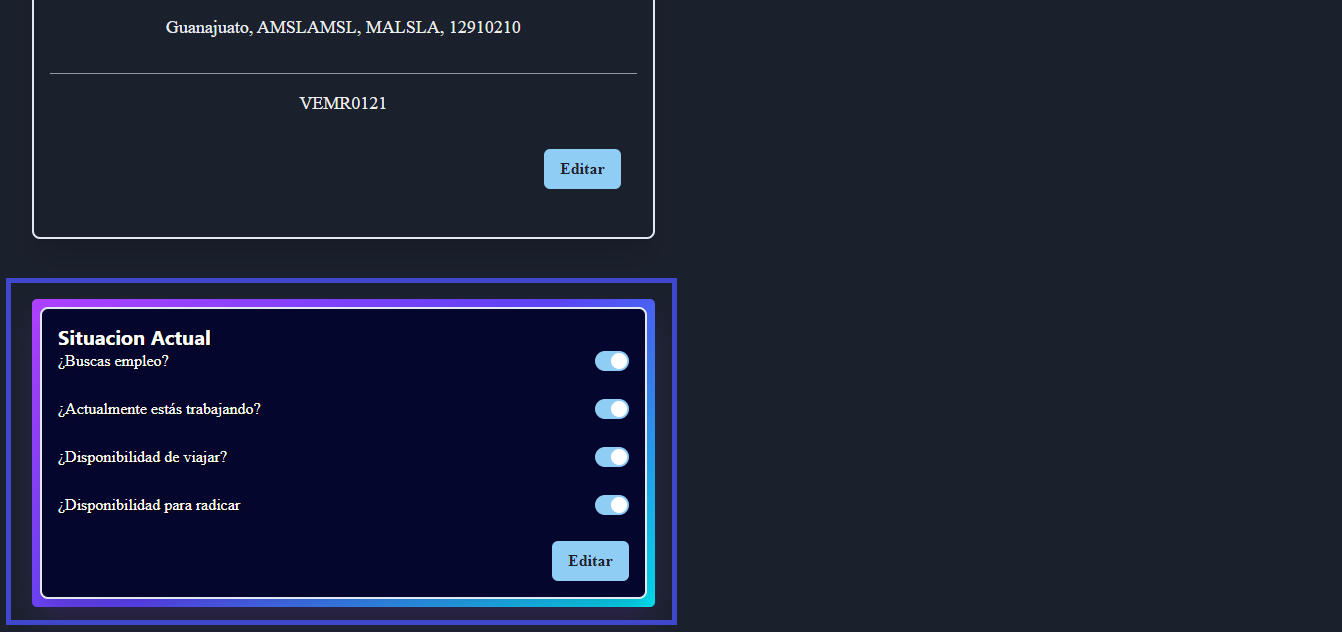 Guanajuato, AMSLAMSL, MALSLA, 12910210
VEMR0121
Editar
Situacion Actual
¿Buscas empleo?
¿Actualmente estás trabajando?
¿Disponibilidad de viajar?
¿Disponibilidad para radicar
Editar